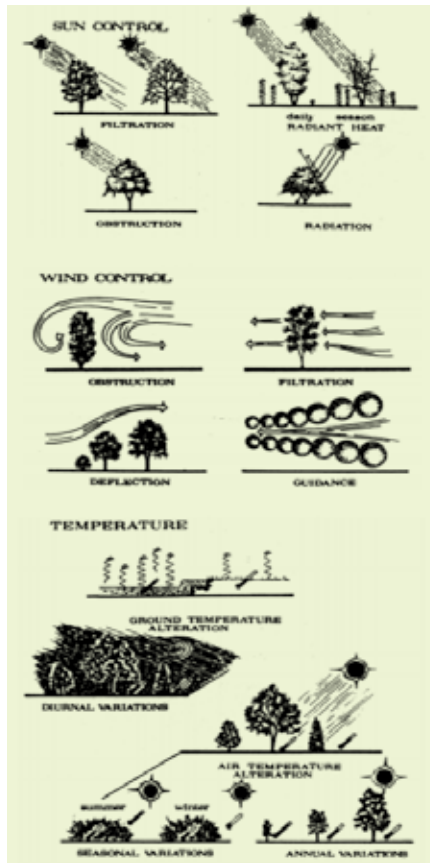 SUN CONTROL
FILTRATION
daily season
RADIANT HEAT
OBSTRUCTION
RADIATION
WIND CONTROL
OBSTRUCTION
FILTRATION
DEFLECTION
GUIDANCE
TEMPERATURE
GROUND TEMPERATURE
ALTERATION
DIURNAL VARIATIONS
AIR TEMPERATURE
ALTERATION
summer
winter
SEASONAL VARIATIONS
ANNUAL VARIATIONS